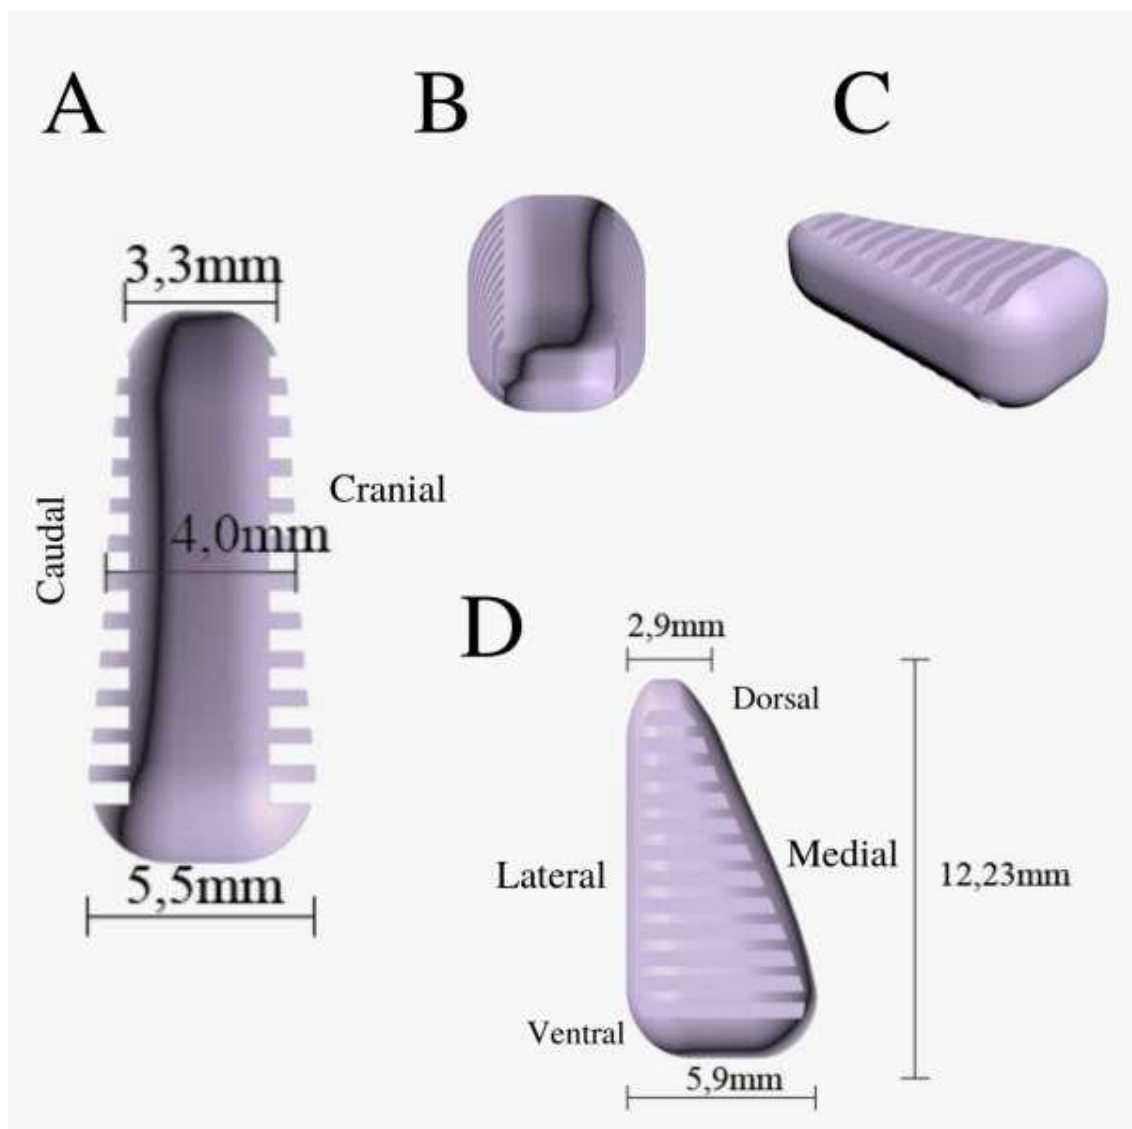 A
B
C
3,3mm
Cranial
4,0mm
Caudal
5,5mm
D
2,9mm
Dorsal
Medial
Lateral
12,23mm
Ventral
5,9mm